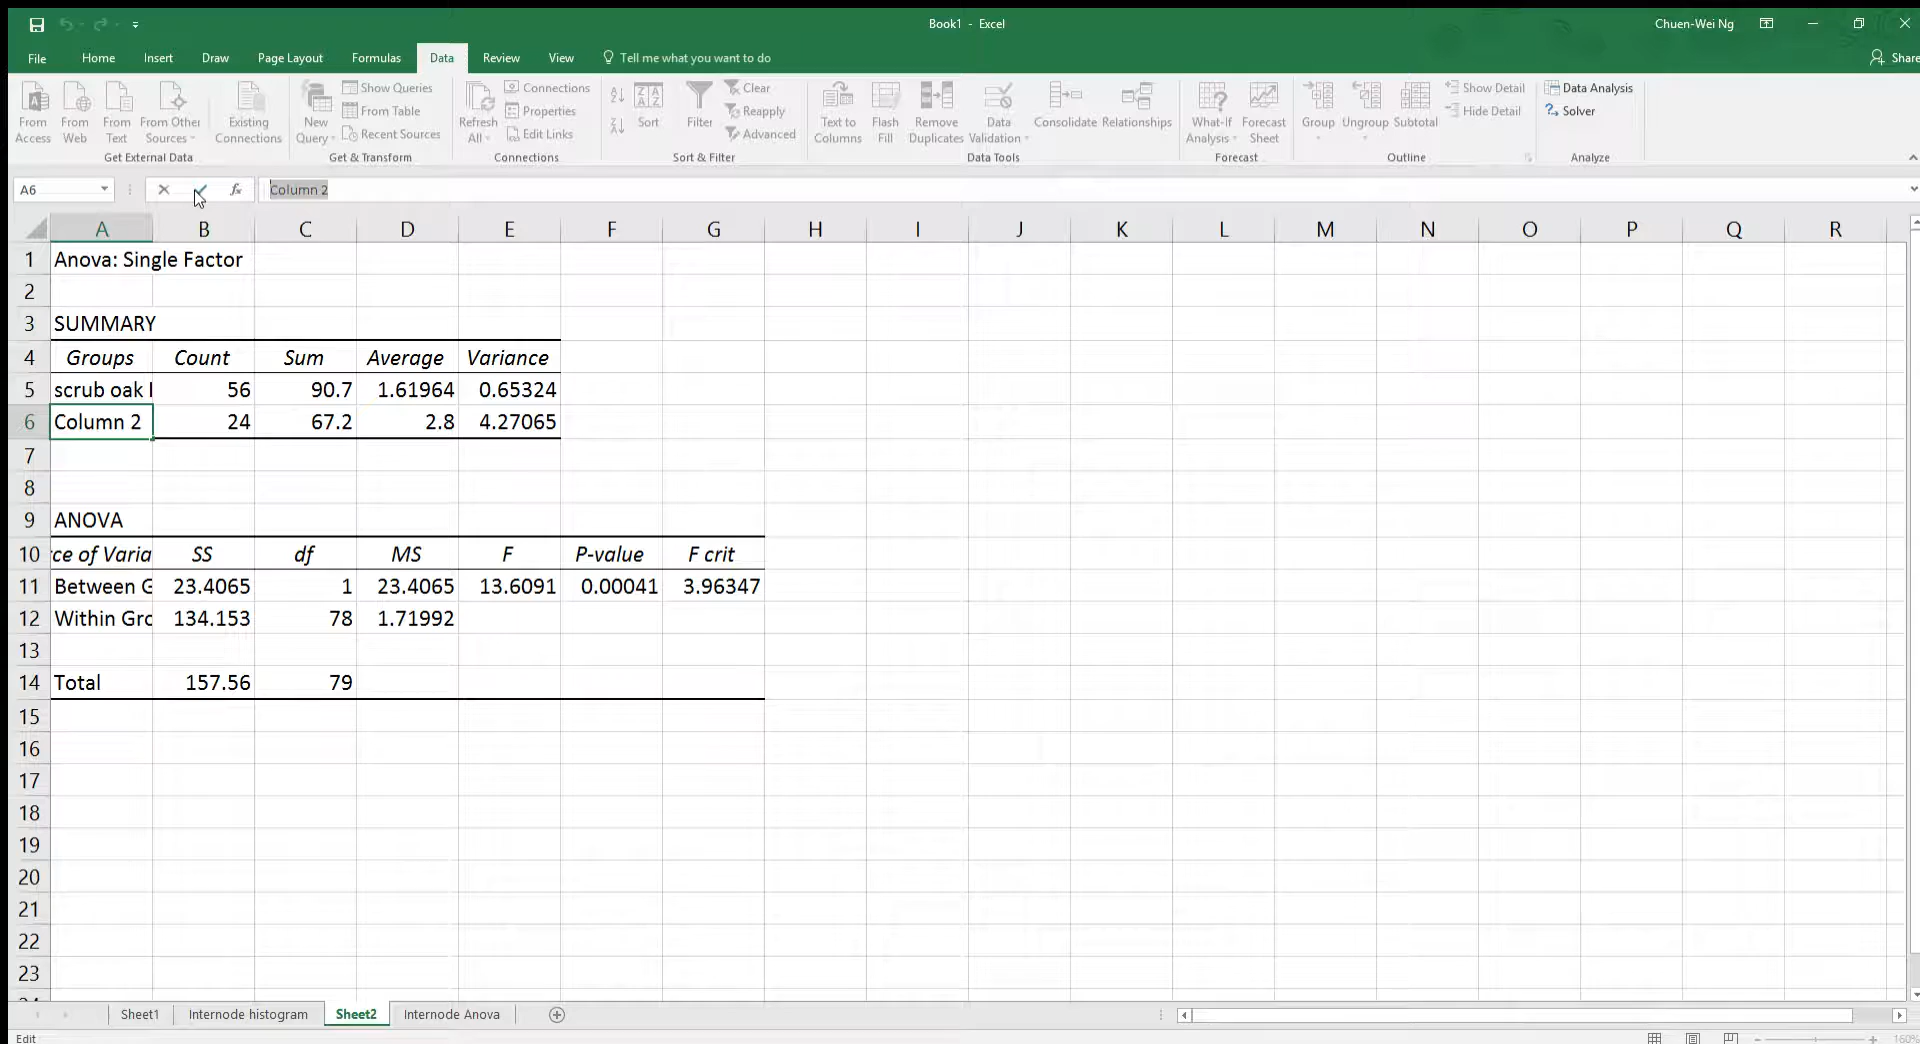 Book1 - Excel
Chuen-Wei Ng
File Home Insert Draw Page Layout Formulas Data Review View Tell me what you want to do Share
From Access
From Web
From Text
From Other Sources
Existing Connections
Get External Data
New Query
Show Queries
From Table
Recent Sources
Get & Transform
Refresh All
Connections
Properties
Edit Links
Connections
Sort
Filter
Clear
Reapply
Advanced
Sort & Filter
Text to Columns
Flash Fill
Remove Duplicates
Data Validation
Consolidate
Relationships
Data Tools
What-If Analysis
Forecast Sheet
Forecast
Group
Ungroup
Subtotal
Show Detail
Hide Detail
Outline
Data Analysis
Solver
Analyze
A6 fx Column 2
A B C D E F G H I J K L M N O P Q R
1 Anova: Single Factor
2
3 SUMMARY
4 Groups Count Sum Average Variance
5 scrub oak 56 90.7 1.61964 0.65324
6 Column 2 24 67.2 2.8 4.27065
7
8
9 ANOVA
10 ce of Varia SS df MS F P-value F crit
11 Between G 23.4065 1 23.4065 13.6091 0.00041 3.96347
12 Within Gro 134.153 78 1.71992
13
14 Total 157.56 79
15
16
17
18
19
20
21
22
23
Sheet1 Internode histogram Sheet2 Internode Anova
Edit 160%